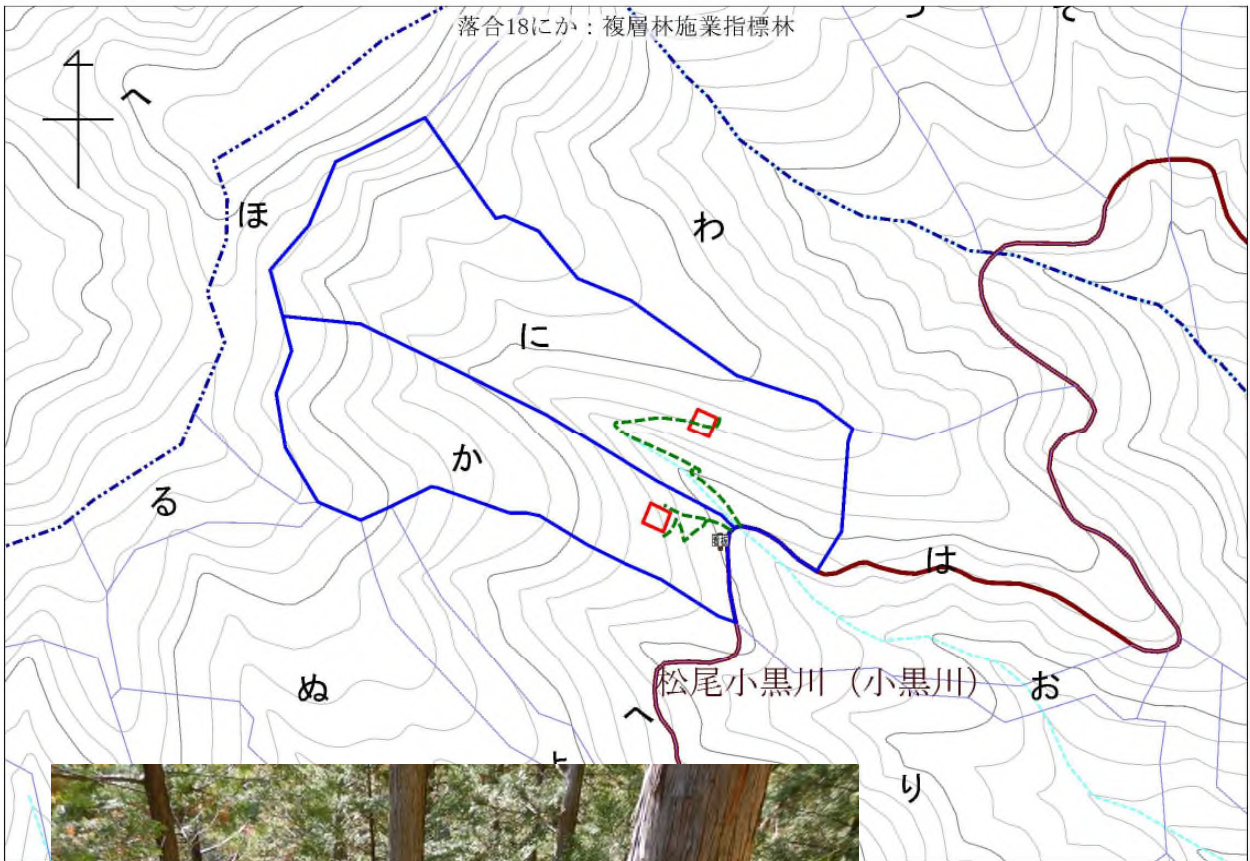 落合18にか：複層林施業指標林
へ
ほ
わ
に
か
る
は
松尾小黒川（小黒川）
お
ぬ
へ
り